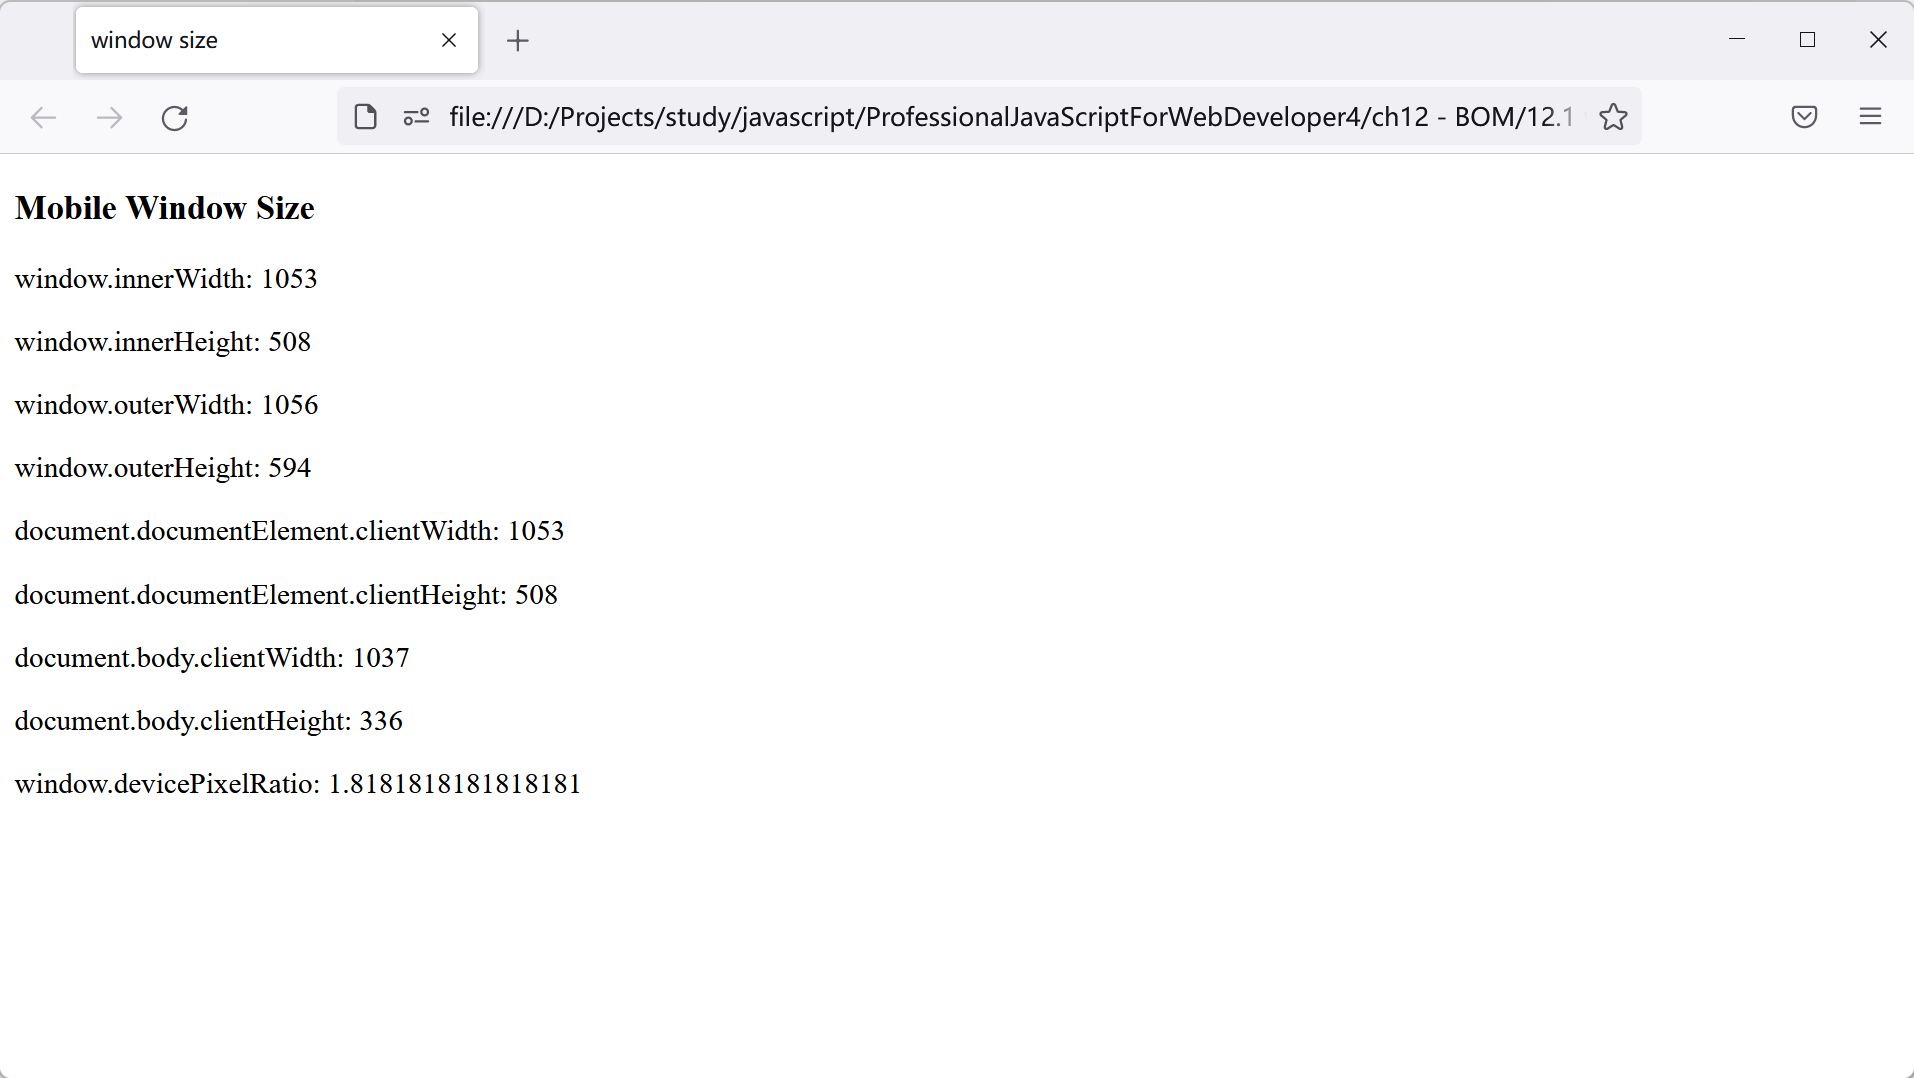 window size
file:///D:/Projects/study/javascript/ProfessionalJavaScriptForWebDeveloper4/ch12 - BOM/12.1
Mobile Window Size
window.innerWidth: 1053
window.innerHeight: 508
window.outerWidth: 1056
window.outerHeight: 594
document.documentElement.clientWidth: 1053
document.documentElement.clientHeight: 508
document.body.clientWidth: 1037
document.body.clientHeight: 336
window.devicePixelRatio: 1.8181818181818181